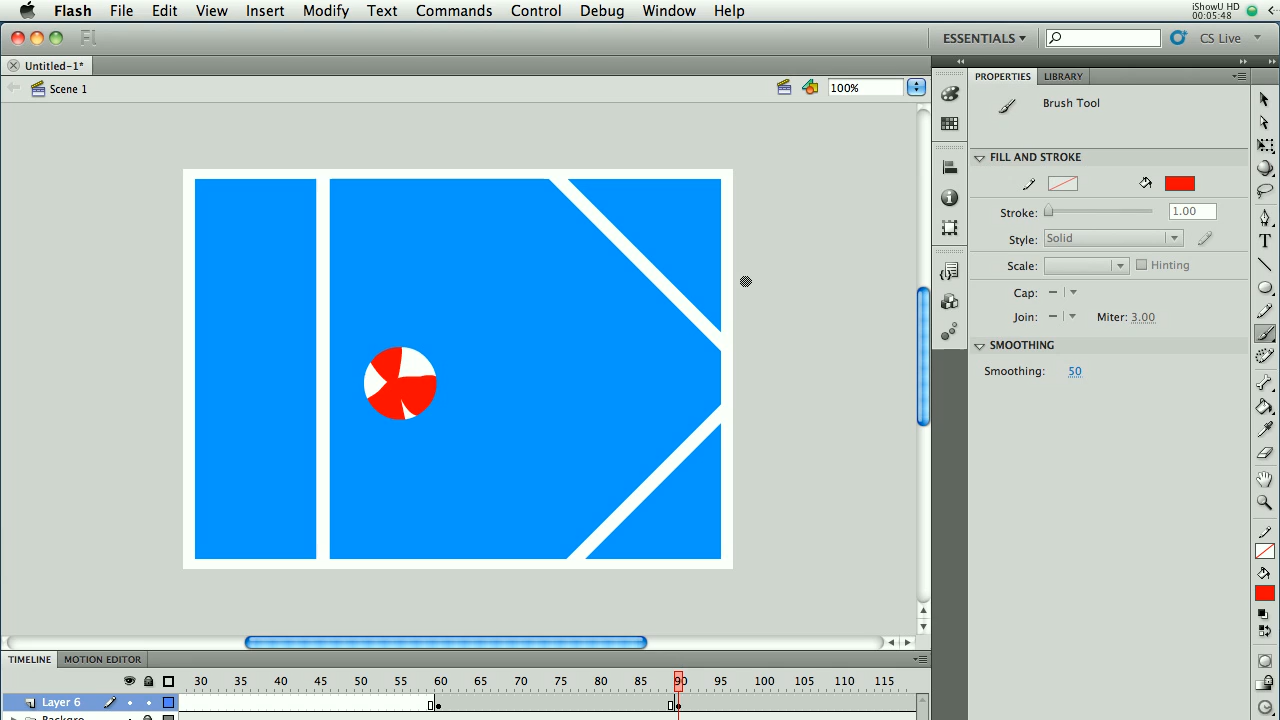 Flash File Edit View Insert Modify Text Commands Control Debug Window Help
iShowU HD
00:05:48
Fl ESSENTIALS CS Live
Untitled-1*
Scene 1 100%
PROPERTIES LIBRARY
Brush Tool
FILL AND STROKE
Stroke: 1.00
Style: Solid
Scale: Hinting
Cap:
Join: Miter: 3.00
SMOOTHING
Smoothing: 50
TIMELINE MOTION EDITOR
30 35 40 45 50 55 60 65 70 75 80 85 90 95 100 105 110 115
Layer 6